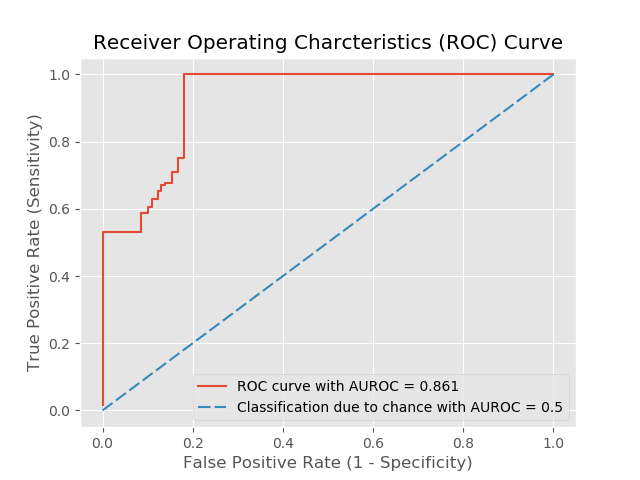 Receiver Operating Charcteristics (ROC) Curve
1.0
0.8
0.6
0.4
0.2
0.0
True Positive Rate (Sensitivity)
ROC curve with AUROC = 0.861
Classification due to chance with AUROC = 0.5
0.0 0.2 0.4 0.6 0.8 1.0
False Positive Rate (1 - Specificity)